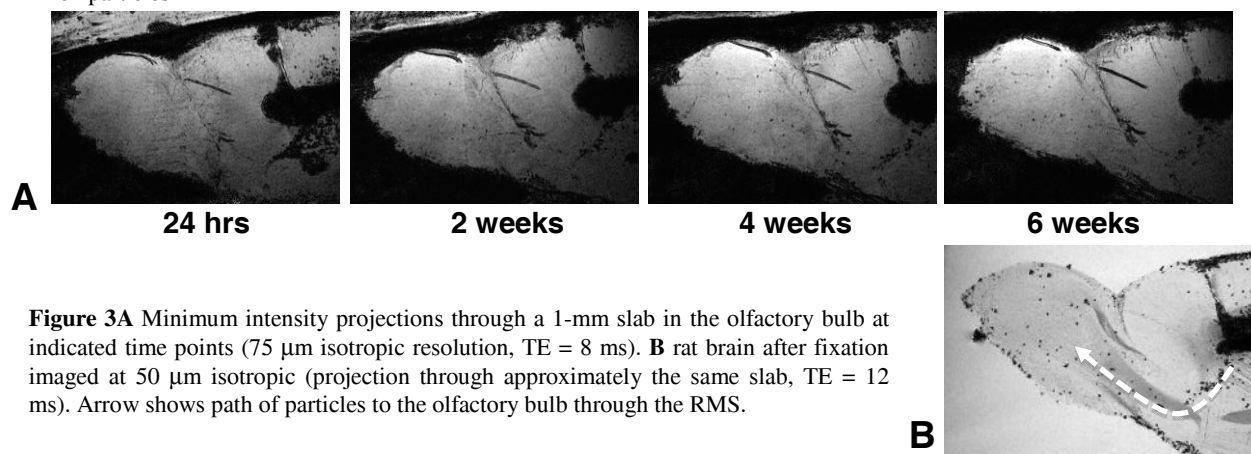 A
24 hrs 2 weeks 4 weeks 6 weeks
Figure 3A Minimum intensity projections through a 1-mm slab in the olfactory bulb at
indicated time points (75 μm isotropic resolution, TE = 8 ms). B rat brain after fixation
imaged at 50 μm isotropic (projection through approximately the same slab, TE = 12
ms). Arrow shows path of particles to the olfactory bulb through the RMS.
B